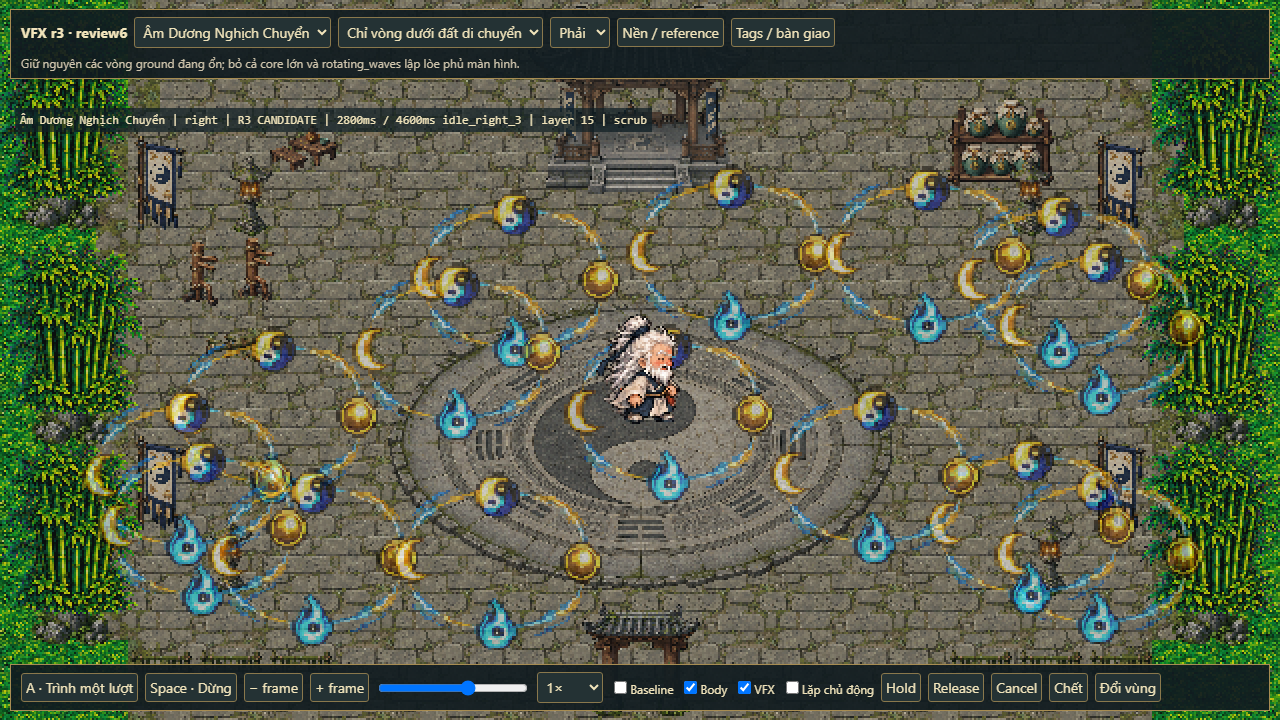 VFX r3 · review6 Âm Dương Nghịch Chuyển Chỉ vòng dưới đất di chuyển Phải Nền / reference Tags / bàn giao
Giữ nguyên các vòng ground đang ổn; bỏ cả core lớn và rotating_waves lập lòe phủ màn hình.
Âm Dương Nghịch Chuyển | right | R3 CANDIDATE | 2800ms / 4600ms idle_right_3 | layer 15 | scrub
A · Trình một lượt Space · Dừng − frame + frame 1× Baseline Body VFX Lặp chủ động Hold Release Cancel Chết Đổi vùng